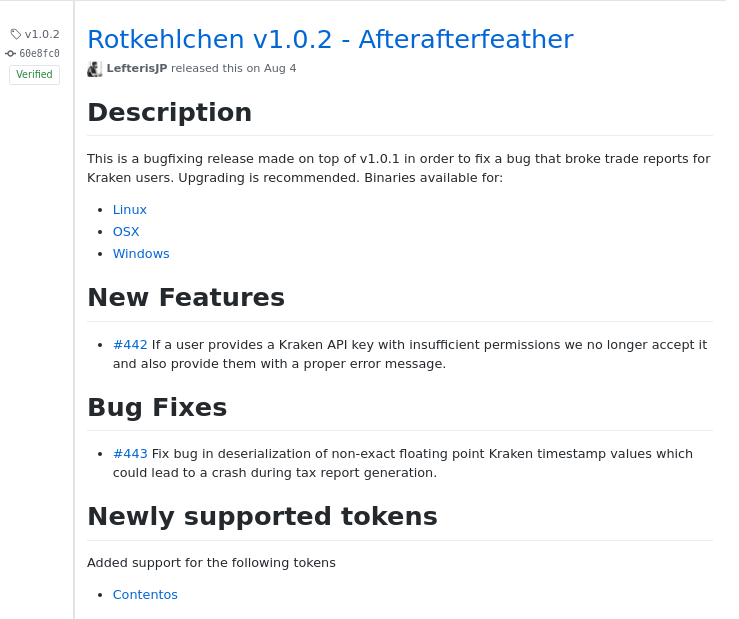 v1.0.2
60e8fc0
Verified
Rotkehlchen v1.0.2 - Afterafterfeather
LefterisJP released this on Aug 4
Description
This is a bugfixing release made on top of v1.0.1 in order to fix a bug that broke trade reports for
Kraken users. Upgrading is recommended. Binaries available for:
Linux
OSX
Windows
New Features
#442 If a user provides a Kraken API key with insufficient permissions we no longer accept it
and also provide them with a proper error message.
Bug Fixes
#443 Fix bug in deserialization of non-exact floating point Kraken timestamp values which
could lead to a crash during tax report generation.
Newly supported tokens
Added support for the following tokens
Contentos